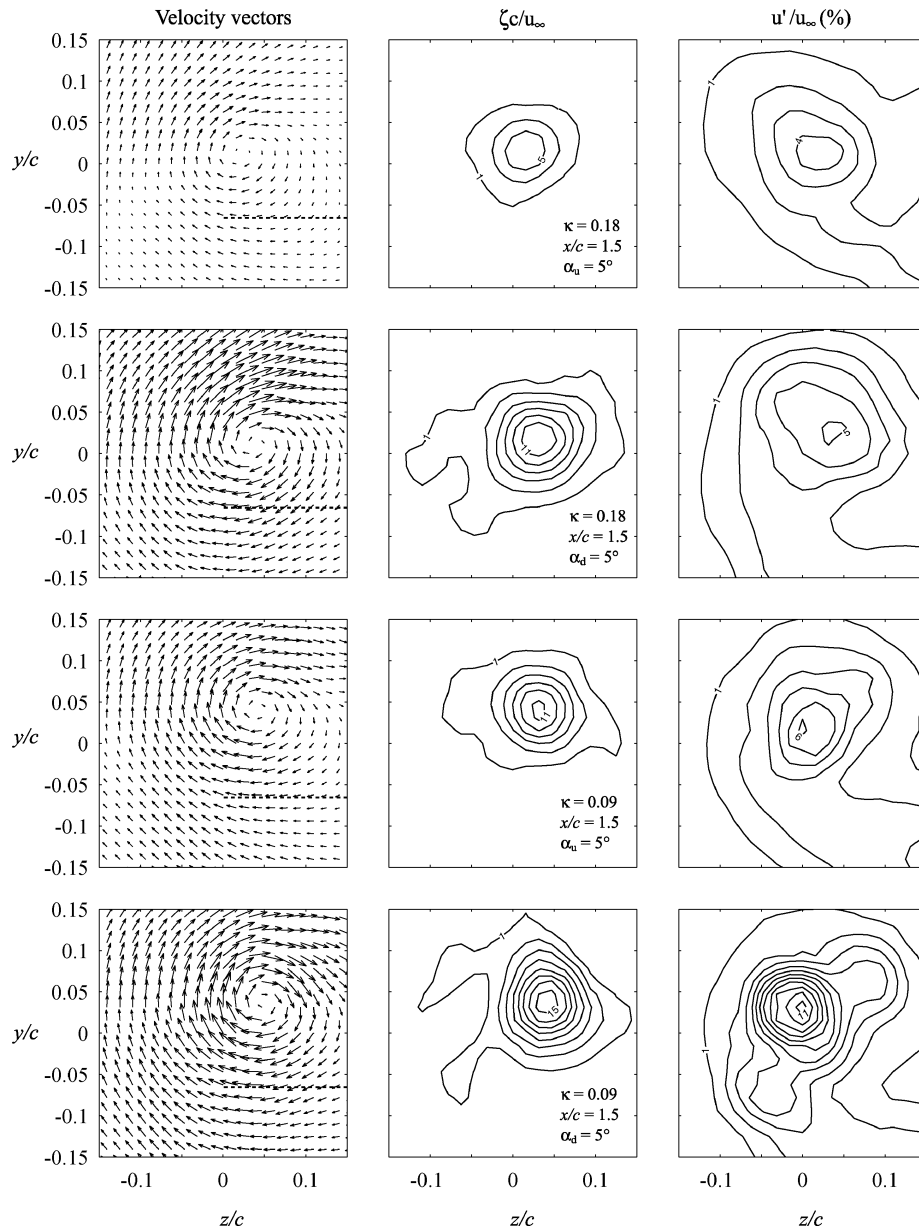 Velocity vectors ζc/u∞ u'/u∞ (%)
0.15
0.1
0.05
y/c 0
-0.05
-0.1
-0.15
1
5
κ = 0.18
x/c = 1.5
αu = 5°
1
4
0.15
0.1
0.05
y/c 0
-0.05
-0.1
-0.15
1
11
κ = 0.18
x/c = 1.5
αd = 5°
1
5
0.15
0.1
0.05
y/c 0
-0.05
-0.1
-0.15
1
11
κ = 0.09
x/c = 1.5
αu = 5°
1
6
0.15
0.1
0.05
y/c 0
-0.05
-0.1
-0.15
1
15
κ = 0.09
x/c = 1.5
αd = 5°
1
11
-0.1 0 0.1 -0.1 0 0.1 -0.1 0 0.1
z/c z/c z/c